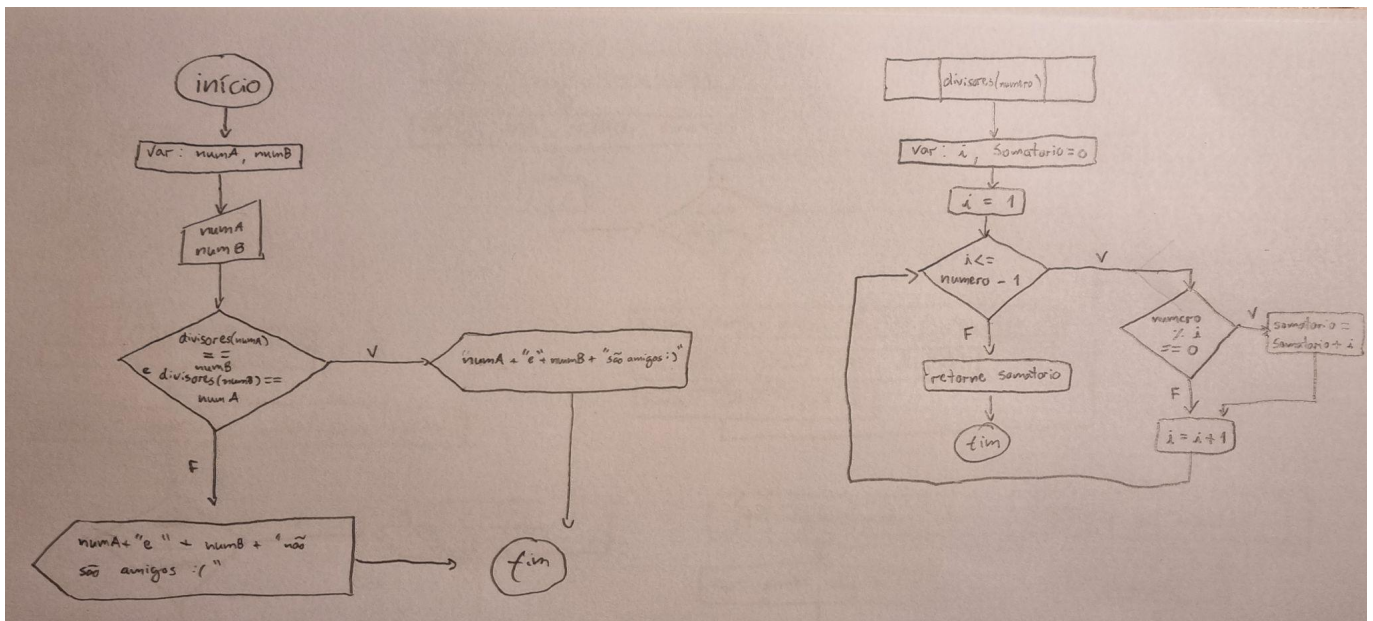 início
var: numA, numB
numA
numB
divisores(numA)
==
numB
e divisores(numB)==
numA
V
numA + "e" + numB + "são amigos :)"
F
numA + "e " + numB + "não
são amigos :( "
fim
divisores(numero)
var: i, Somatorio=0
i = 1
i<=
numero - 1
V
F
retorne somatorio
fim
numero
% i
== 0
V
somatorio =
somatorio + i
F
i = i + 1